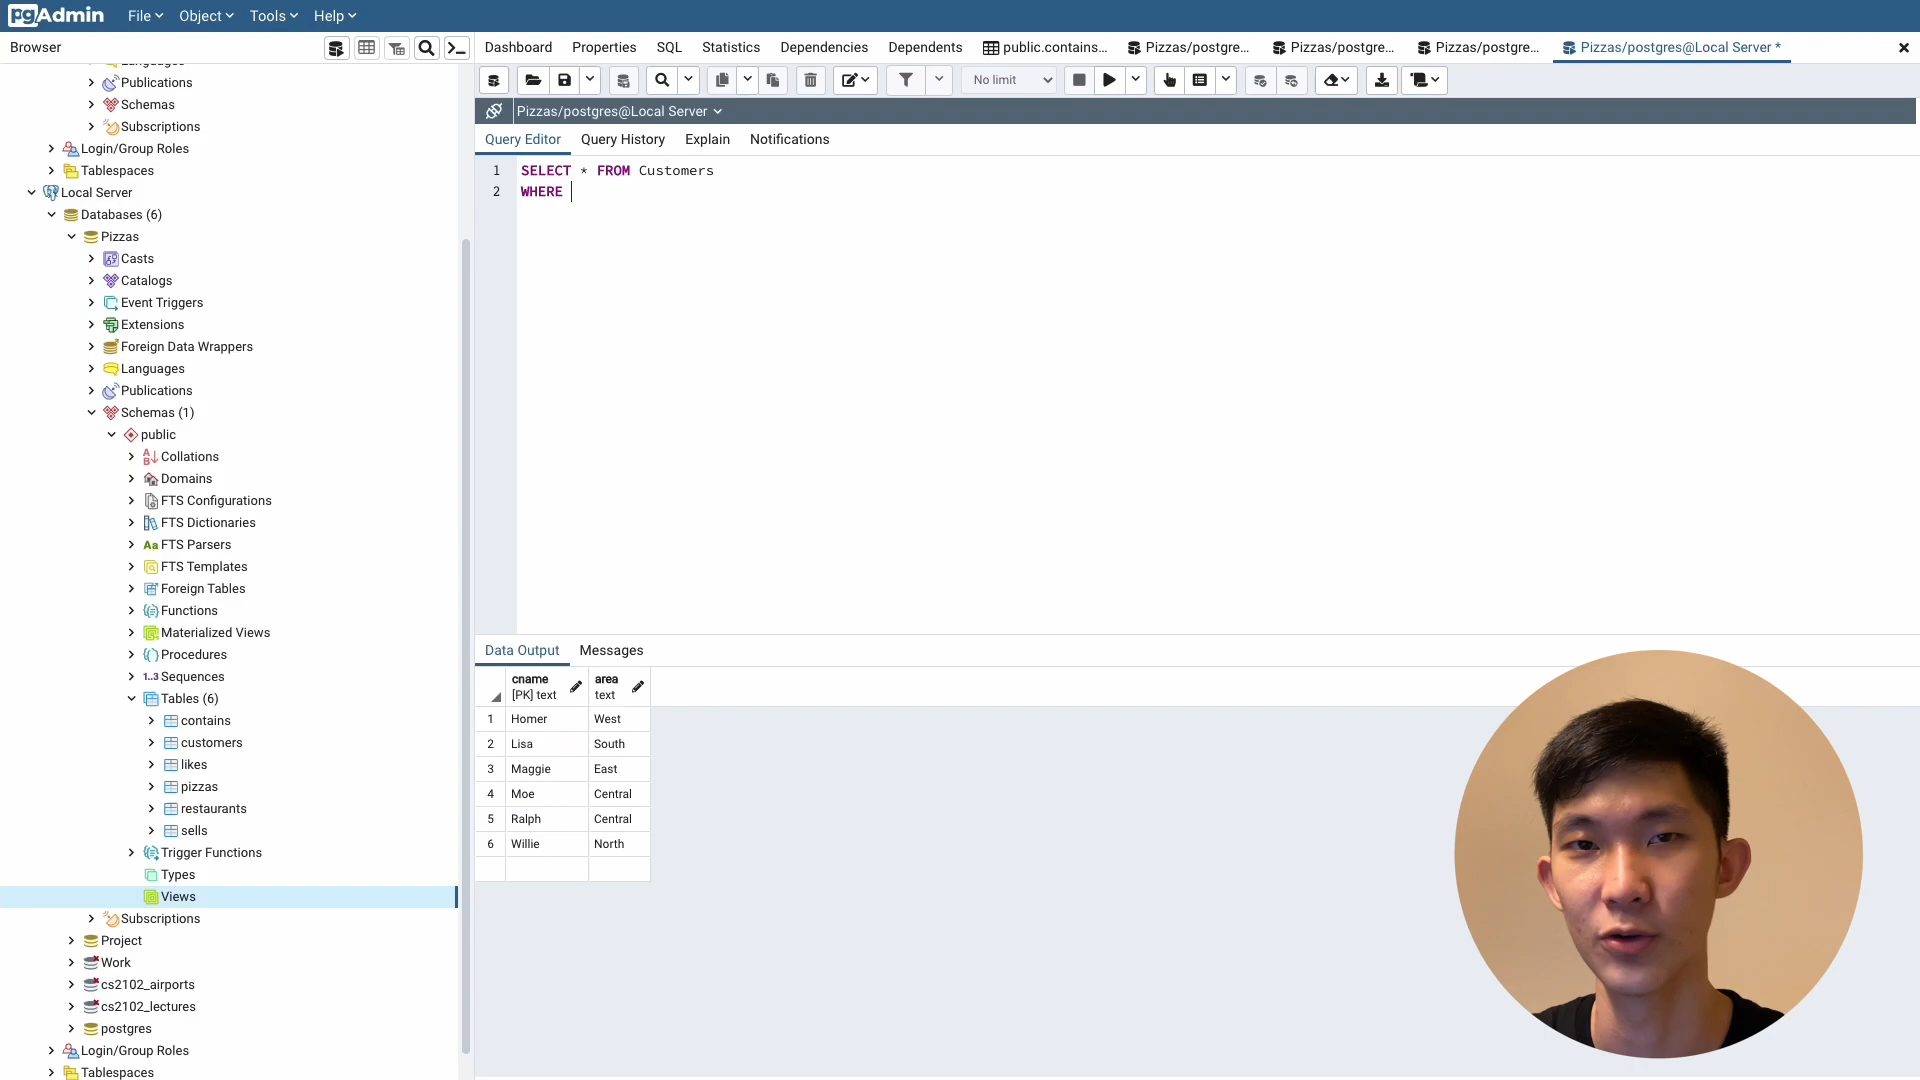 pgAdmin File Object Tools Help
Browser
Dashboard Properties SQL Statistics Dependencies Dependents public.contains... Pizzas/postgre... Pizzas/postgre... Pizzas/postgre... Pizzas/postgres@Local Server *
No limit
Pizzas/postgres@Local Server
Query Editor Query History Explain Notifications
1 SELECT * FROM Customers
2 WHERE
Languages
Publications
Schemas
Subscriptions
Login/Group Roles
Tablespaces
Local Server
Databases (6)
Pizzas
Casts
Catalogs
Event Triggers
Extensions
Foreign Data Wrappers
Languages
Publications
Schemas (1)
public
Collations
Domains
FTS Configurations
FTS Dictionaries
Aa FTS Parsers
FTS Templates
Foreign Tables
Functions
Materialized Views
Procedures
1..3 Sequences
Tables (6)
contains
customers
likes
pizzas
restaurants
sells
Trigger Functions
Types
Views
Subscriptions
Project
Work
cs2102_airports
cs2102_lectures
postgres
Login/Group Roles
Tablespaces
Data Output Messages
cname area
[PK] text text
1 Homer West
2 Lisa South
3 Maggie East
4 Moe Central
5 Ralph Central
6 Willie North